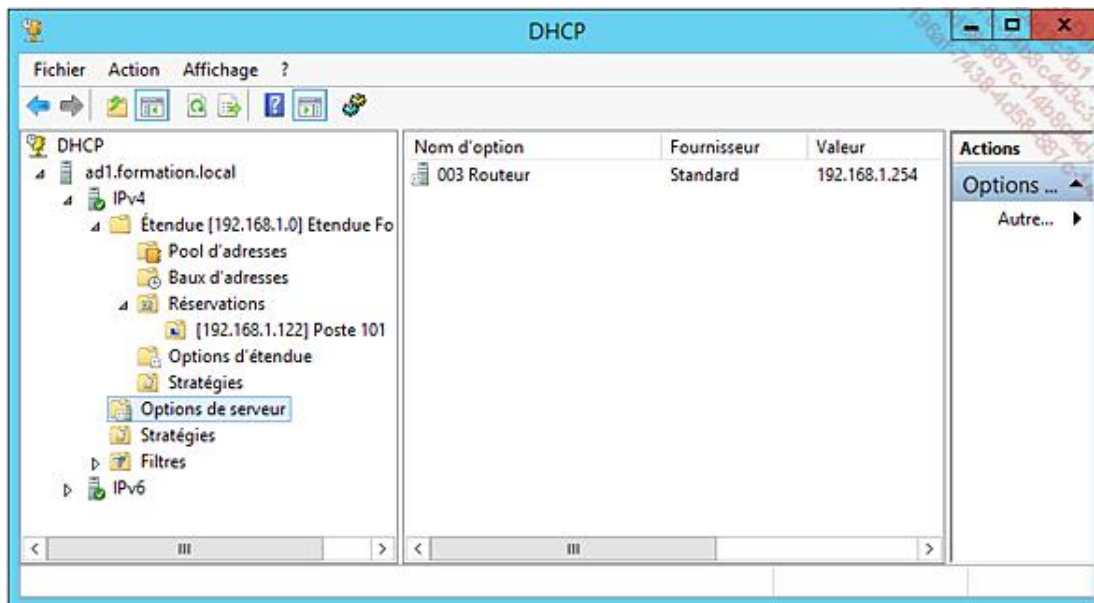 DHCP
Fichier Action Affichage ?
DHCP
ad1.formation.local
IPv4
Étendue [192.168.1.0] Etendue Fo
Pool d'adresses
Baux d'adresses
Réservations
[192.168.1.122] Poste 101
Options d'étendue
Stratégies
Options de serveur
Stratégies
Filtres
IPv6
Nom d'option Fournisseur Valeur
003 Routeur Standard 192.168.1.254
Actions
Options ...
Autre...